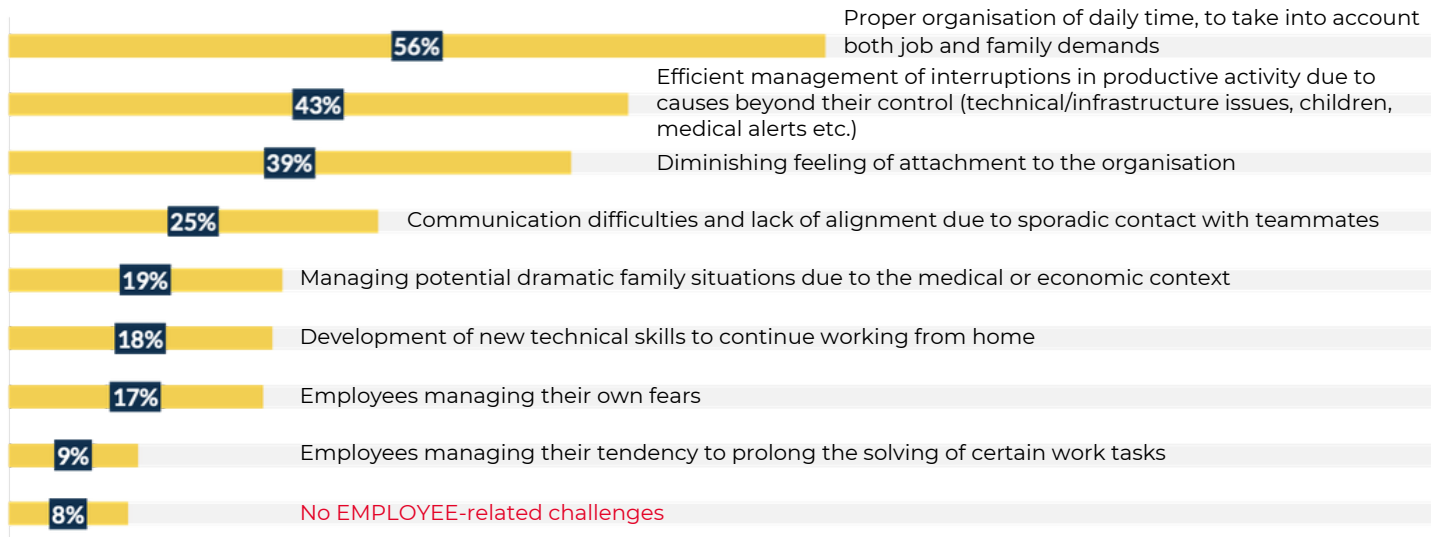 Proper organisation of daily time, to take into account
56%
both job and family demands
Efficient management of interruptions in productive activity due to
43%
causes beyond their control (technical/infrastructure issues, children,
medical alerts etc.)
39%
Diminishing feeling of attachment to the organisation
25%
Communication difficulties and lack of alignment due to sporadic contact with teammates
19%
Managing potential dramatic family situations due to the medical or economic context
18%
Development of new technical skills to continue working from home
17%
Employees managing their own fears
9%
Employees managing their tendency to prolong the solving of certain work tasks
8%
No EMPLOYEE-related challenges